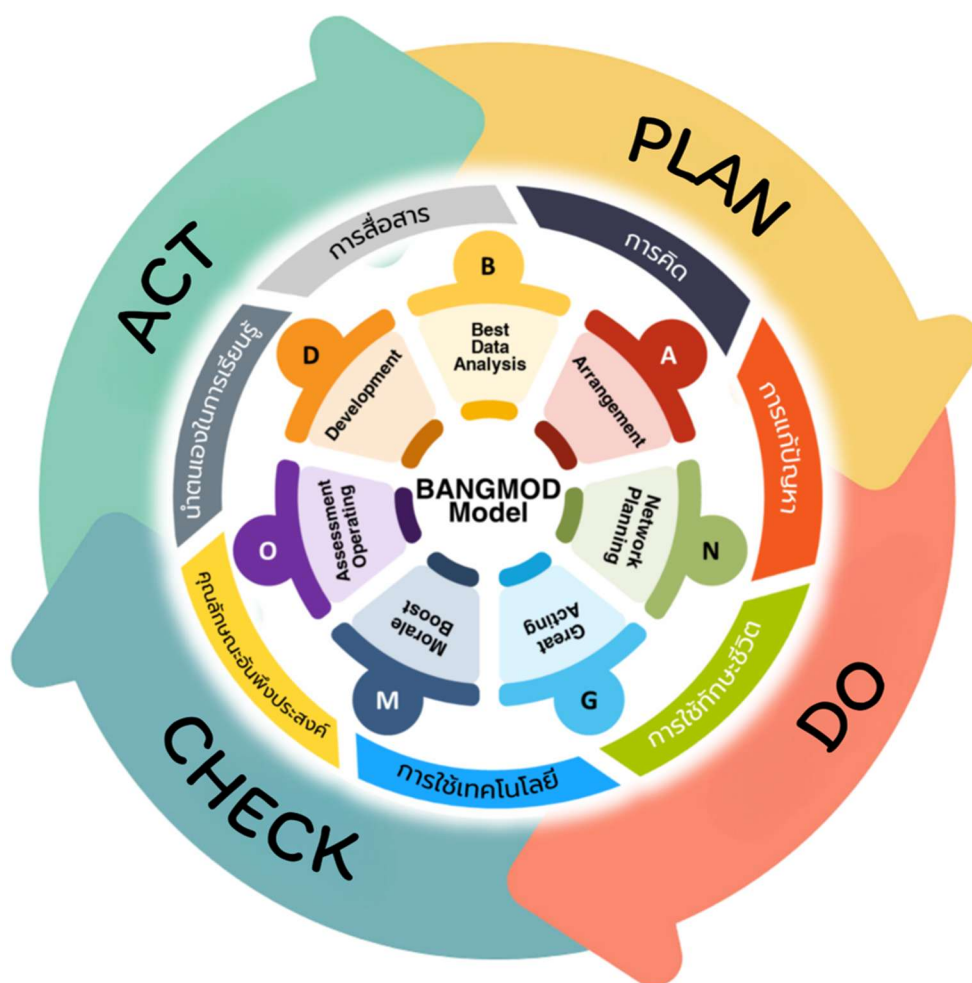 PLAN
DO
CHECK
ACT
การสื่อสาร
การคิด
การแก้ปัญหา
การใช้ทักษะชีวิต
การใช้เทคโนโลยี
คุณลักษณะอันพึงประสงค์
นำตนเองในการเรียนรู้
B
Best
Data
Analysis
A
Arrangement
N
Network
Planning
G
Great
Acting
M
Morale
Boost
O
Assessment
Operating
D
Development
BANGMOD
Model